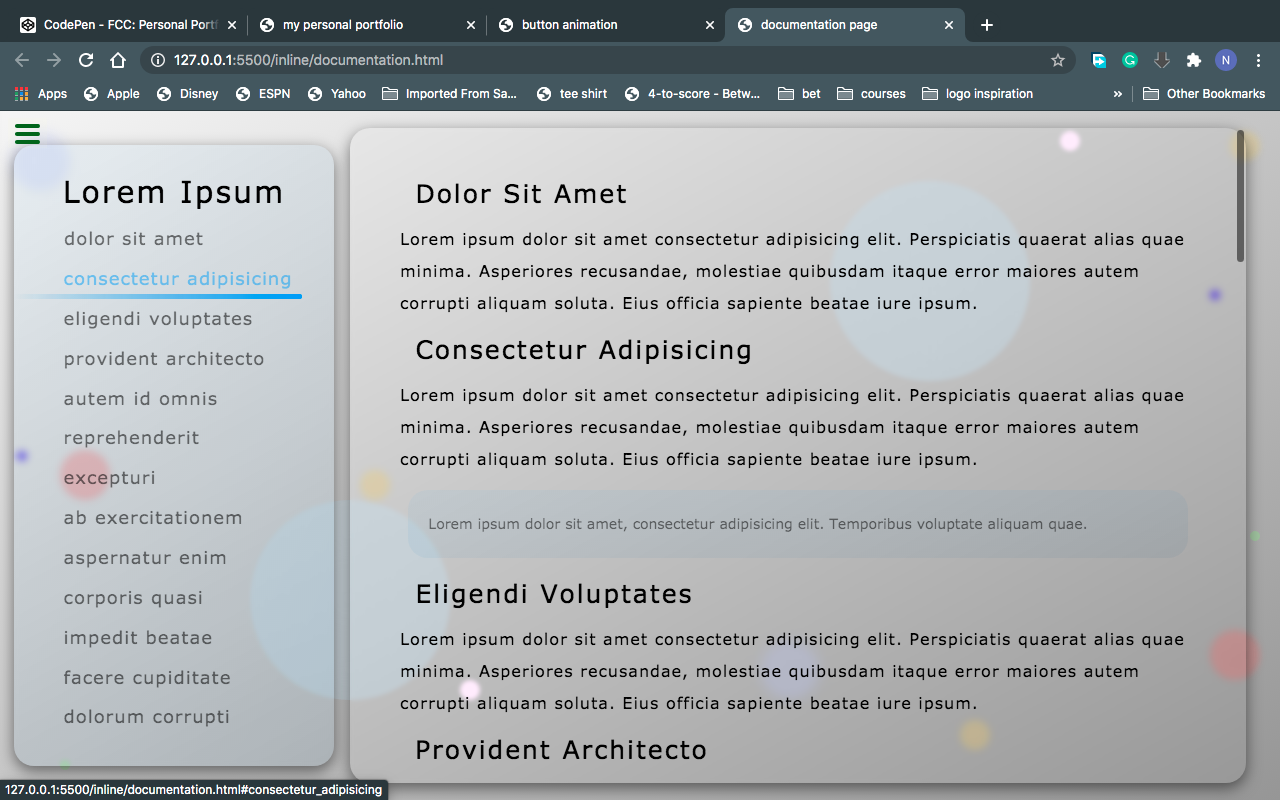 CodePen - FCC: Personal Portf
my personal portfolio
button animation
documentation page
127.0.0.1:5500/inline/documentation.html
N
Apps
Apple
Disney
ESPN
Yahoo
Imported From Sa...
tee shirt
4-to-score - Betw...
bet
courses
logo inspiration
»
Other Bookmarks
Lorem Ipsum
dolor sit amet
consectetur adipisicing
eligendi voluptates
provident architecto
autem id omnis
reprehenderit
excepturi
ab exercitationem
aspernatur enim
corporis quasi
impedit beatae
facere cupiditate
dolorum corrupti
Dolor Sit Amet
Lorem ipsum dolor sit amet consectetur adipisicing elit. Perspiciatis quaerat alias quae
minima. Asperiores recusandae, molestiae quibusdam itaque error maiores autem
corrupti aliquam soluta. Eius officia sapiente beatae iure ipsum.
Consectetur Adipisicing
Lorem ipsum dolor sit amet consectetur adipisicing elit. Perspiciatis quaerat alias quae
minima. Asperiores recusandae, molestiae quibusdam itaque error maiores autem
corrupti aliquam soluta. Eius officia sapiente beatae iure ipsum.
Lorem ipsum dolor sit amet, consectetur adipisicing elit. Temporibus voluptate aliquam quae.
Eligendi Voluptates
Lorem ipsum dolor sit amet consectetur adipisicing elit. Perspiciatis quaerat alias quae
minima. Asperiores recusandae, molestiae quibusdam itaque error maiores autem
corrupti aliquam soluta. Eius officia sapiente beatae iure ipsum.
Provident Architecto
127.0.0.1:5500/inline/documentation.html#consectetur_adipisicing